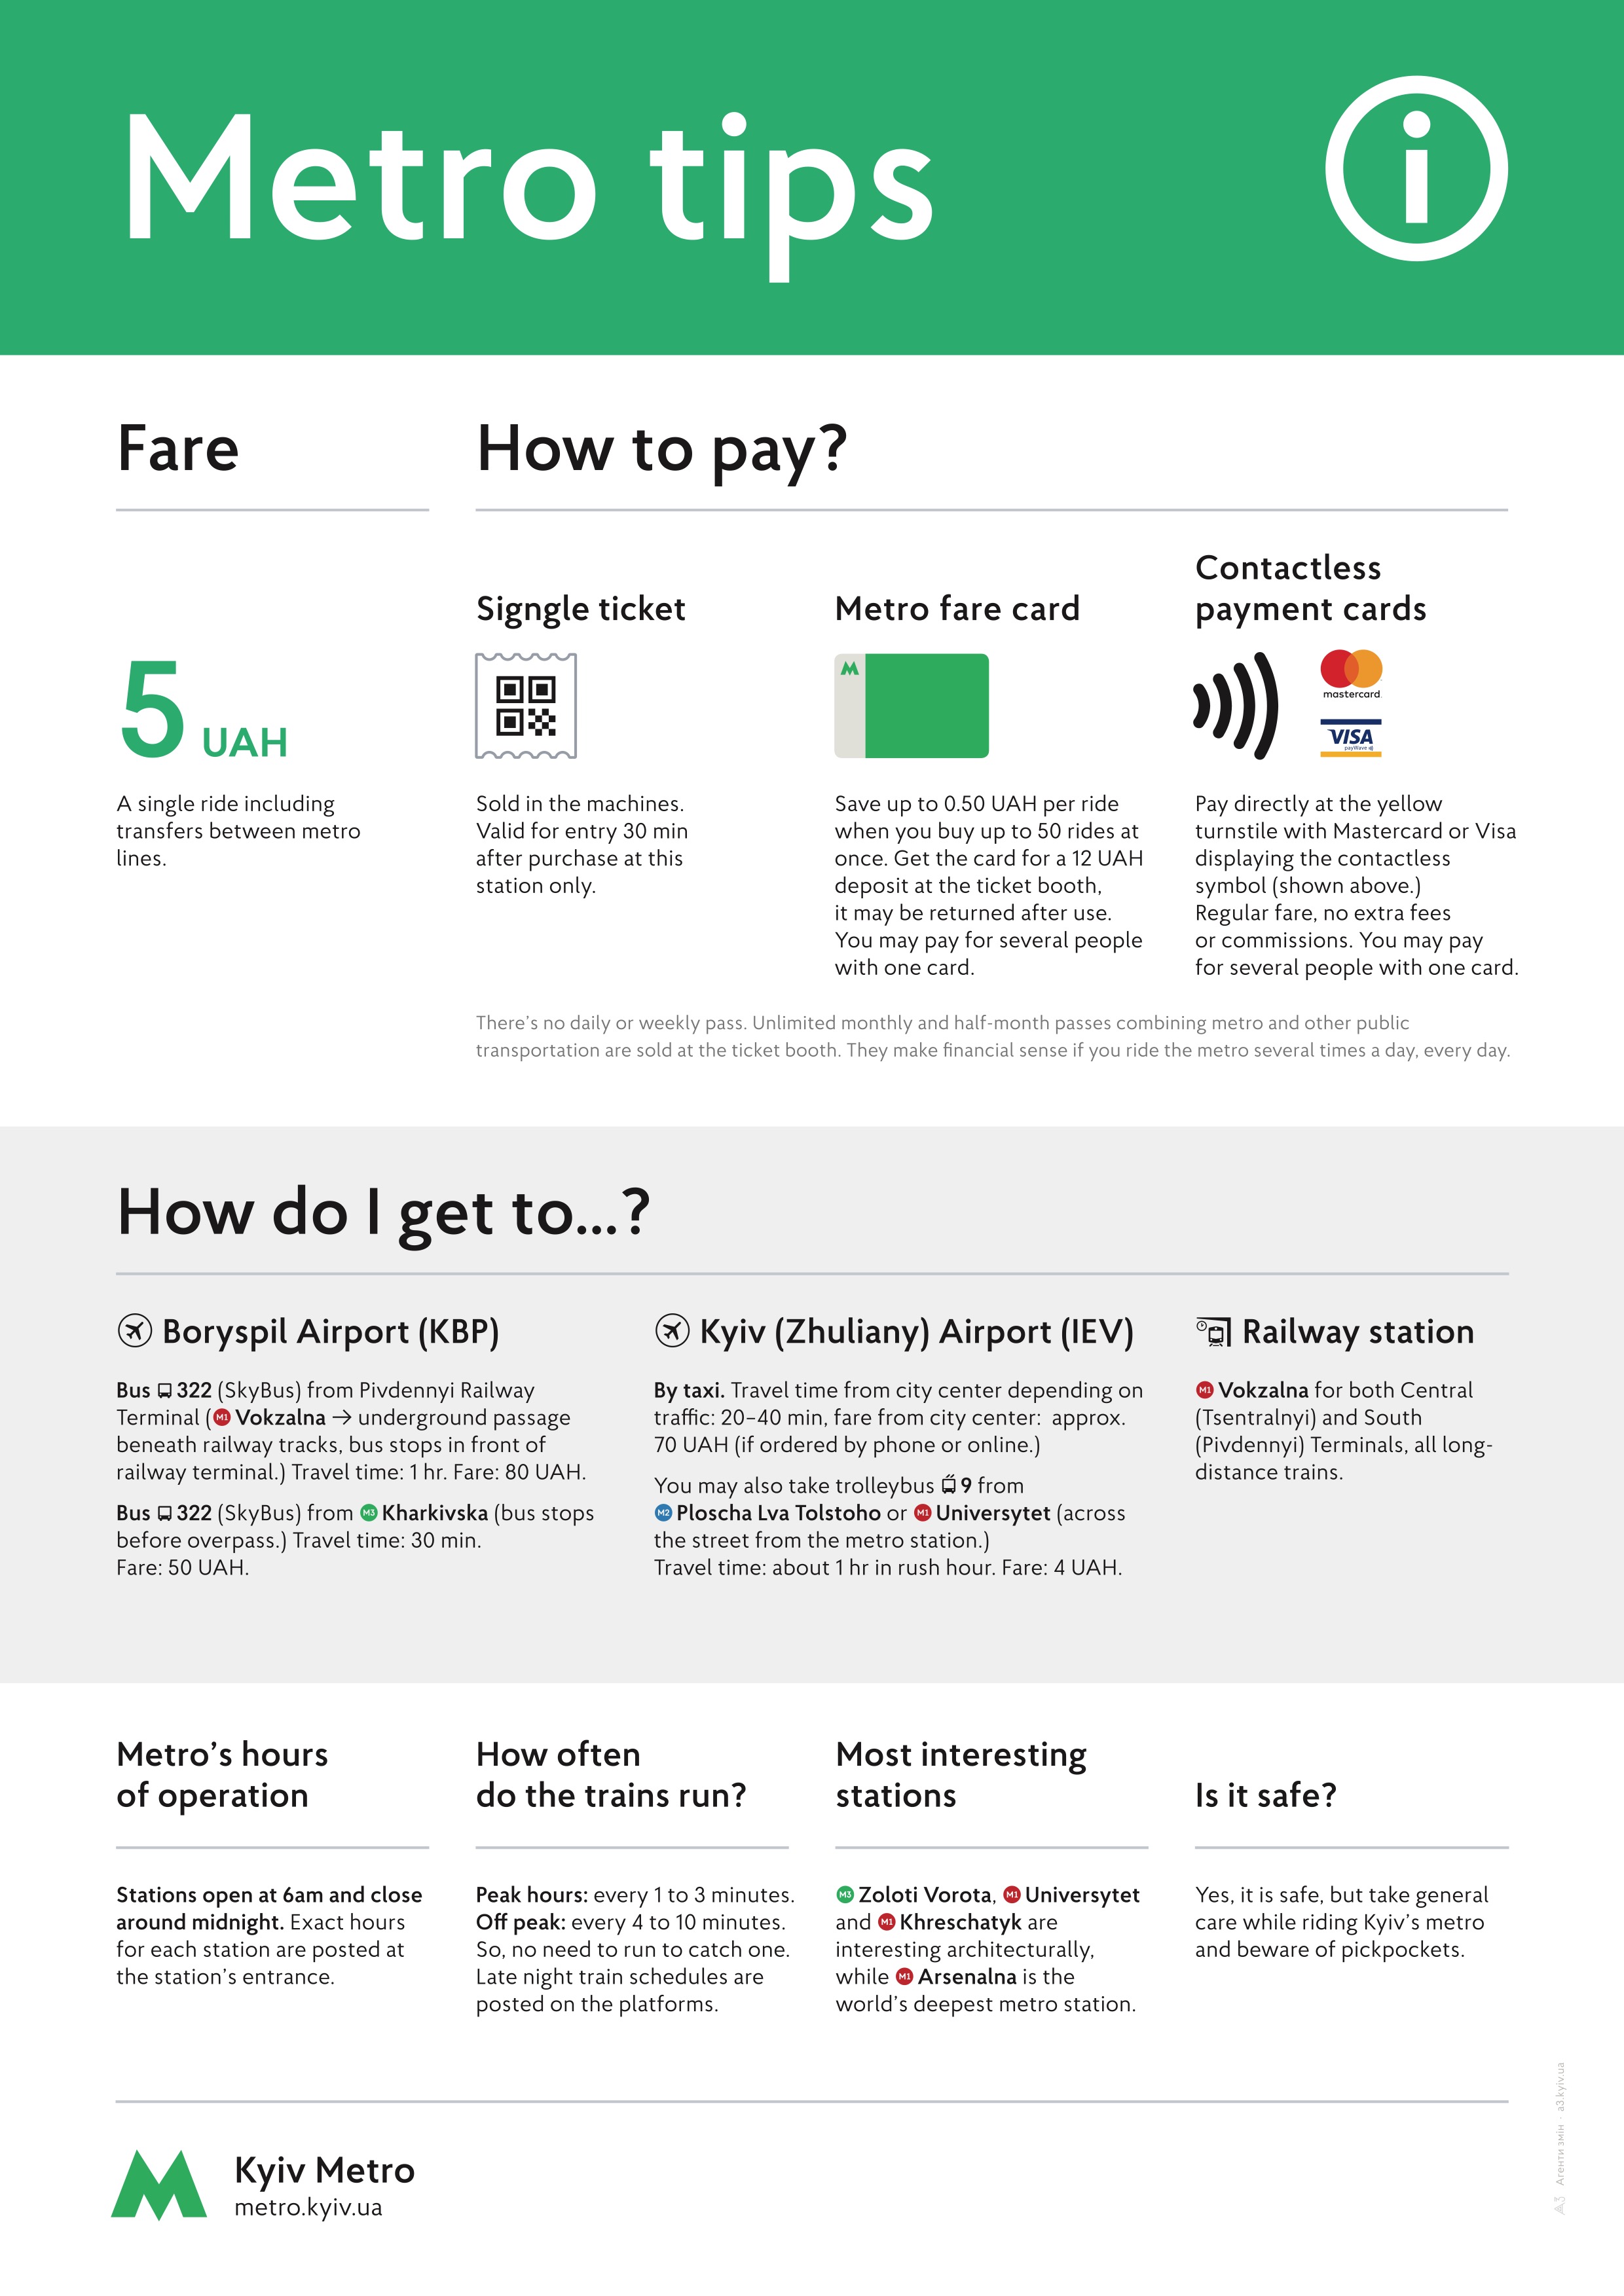 Metro tips
i
Fare
How to pay?
5 UAH
A single ride including
transfers between metro
lines.
Signgle ticket
Sold in the machines.
Valid for entry 30 min
after purchase at this
station only.
Metro fare card
M
Save up to 0.50 UAH per ride
when you buy up to 50 rides at
once. Get the card for a 12 UAH
deposit at the ticket booth,
it may be returned after use.
You may pay for several people
with one card.
Contactless
payment cards
mastercard
VISA
payWave
Pay directly at the yellow
turnstile with Mastercard or Visa
displaying the contactless
symbol (shown above.)
Regular fare, no extra fees
or commissions. You may pay
for several people with one card.
There’s no daily or weekly pass. Unlimited monthly and half-month passes combining metro and other public
transportation are sold at the ticket booth. They make financial sense if you ride the metro several times a day, every day.
How do I get to...?
Boryspil Airport (KBP)
Bus 322 (SkyBus) from Pivdennyi Railway
Terminal (M1 Vokzalna → underground passage
beneath railway tracks, bus stops in front of
railway terminal.) Travel time: 1 hr. Fare: 80 UAH.
Bus 322 (SkyBus) from M3 Kharkivska (bus stops
before overpass.) Travel time: 30 min.
Fare: 50 UAH.
Kyiv (Zhuliany) Airport (IEV)
By taxi. Travel time from city center depending on
traffic: 20–40 min, fare from city center: approx.
70 UAH (if ordered by phone or online.)
You may also take trolleybus 9 from
M2 Ploscha Lva Tolstoho or M1 Universytet (across
the street from the metro station.)
Travel time: about 1 hr in rush hour. Fare: 4 UAH.
Railway station
M1 Vokzalna for both Central
(Tsentralnyi) and South
(Pivdennyi) Terminals, all long-
distance trains.
Metro’s hours
of operation
Stations open at 6am and close
around midnight. Exact hours
for each station are posted at
the station’s entrance.
How often
do the trains run?
Peak hours: every 1 to 3 minutes.
Off peak: every 4 to 10 minutes.
So, no need to run to catch one.
Late night train schedules are
posted on the platforms.
Most interesting
stations
M3 Zoloti Vorota, M1 Universytet
and M1 Khreschatyk are
interesting architecturally,
while M1 Arsenalna is the
world’s deepest metro station.
Is it safe?
Yes, it is safe, but take general
care while riding Kyiv’s metro
and beware of pickpockets.
M
Kyiv Metro
metro.kyiv.ua
А3 Агенти змін · a3.kyiv.ua